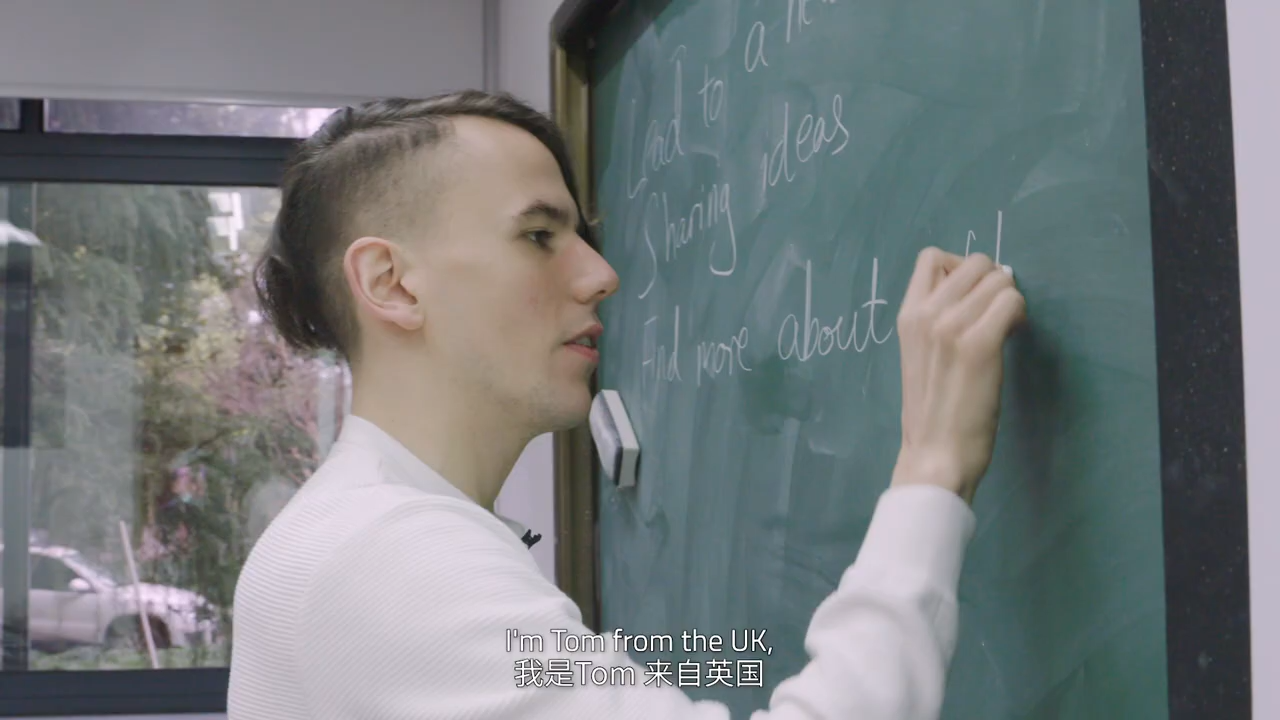 Lead to a new
Sharing ideas
Find more about
I'm Tom from the UK,
我是Tom 来自英国